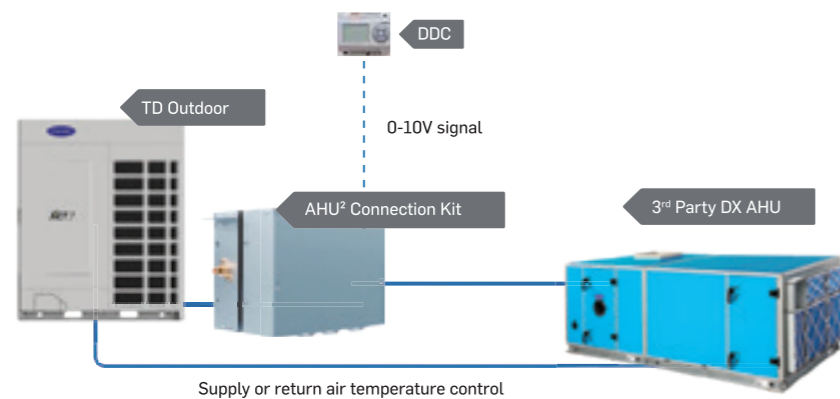 DDC
TD Outdoor
0-10V signal
AHU² Connection Kit
3rd Party DX AHU
Supply or return air temperature control